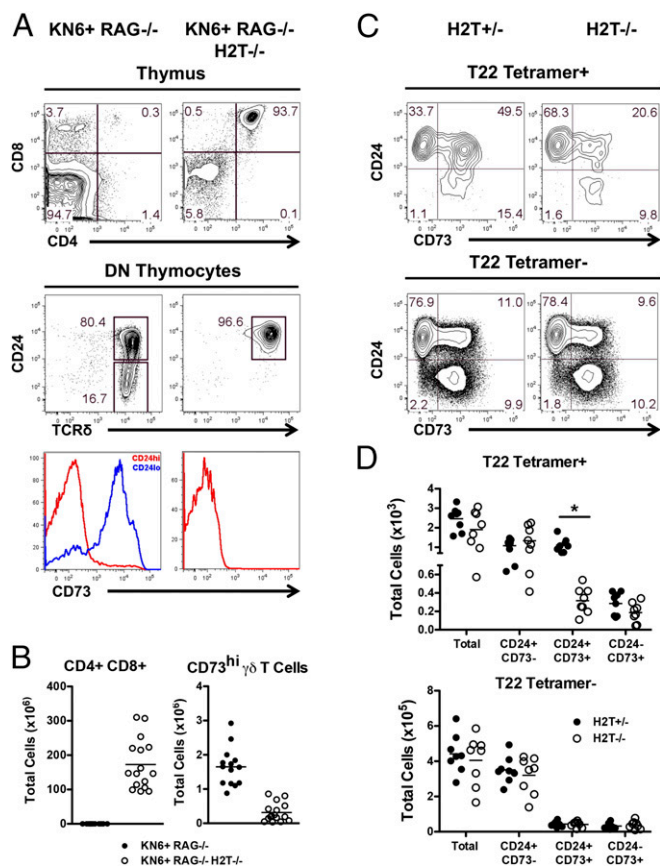 A
KN6+ RAG-/-
KN6+ RAG-/-
H2T-/-
Thymus
3.7
0.3
94.7
1.4
0.5
93.7
5.8
0.1
CD8
CD4
DN Thymocytes
80.4
16.7
96.6
CD24
TCRδ
CD24hi
CD24lo
CD73
B
CD4+ CD8+
CD73hi γδ T Cells
Total Cells (x10⁶)
400
300
200
100
0
Total Cells (x10⁶)
4
3
2
1
0
● KN6+ RAG-/-
○ KN6+ RAG-/- H2T-/-
C
H2T+/-
H2T-/-
T22 Tetramer+
33.7
49.5
1.1
15.4
68.3
20.6
1.6
9.8
CD24
CD73
T22 Tetramer-
76.9
11.0
2.2
9.9
78.4
9.6
1.8
10.2
CD24
CD73
D
T22 Tetramer+
Total Cells (x10³)
4
3
2
1
0.6
0.4
0.2
0.0
*
Total
CD24+
CD73-
CD24+
CD73+
CD24-
CD73+
T22 Tetramer-
Total Cells (x10⁵)
8
6
4
2
0
● H2T+/-
○ H2T-/-
Total
CD24+
CD73-
CD24+
CD73+
CD24-
CD73+